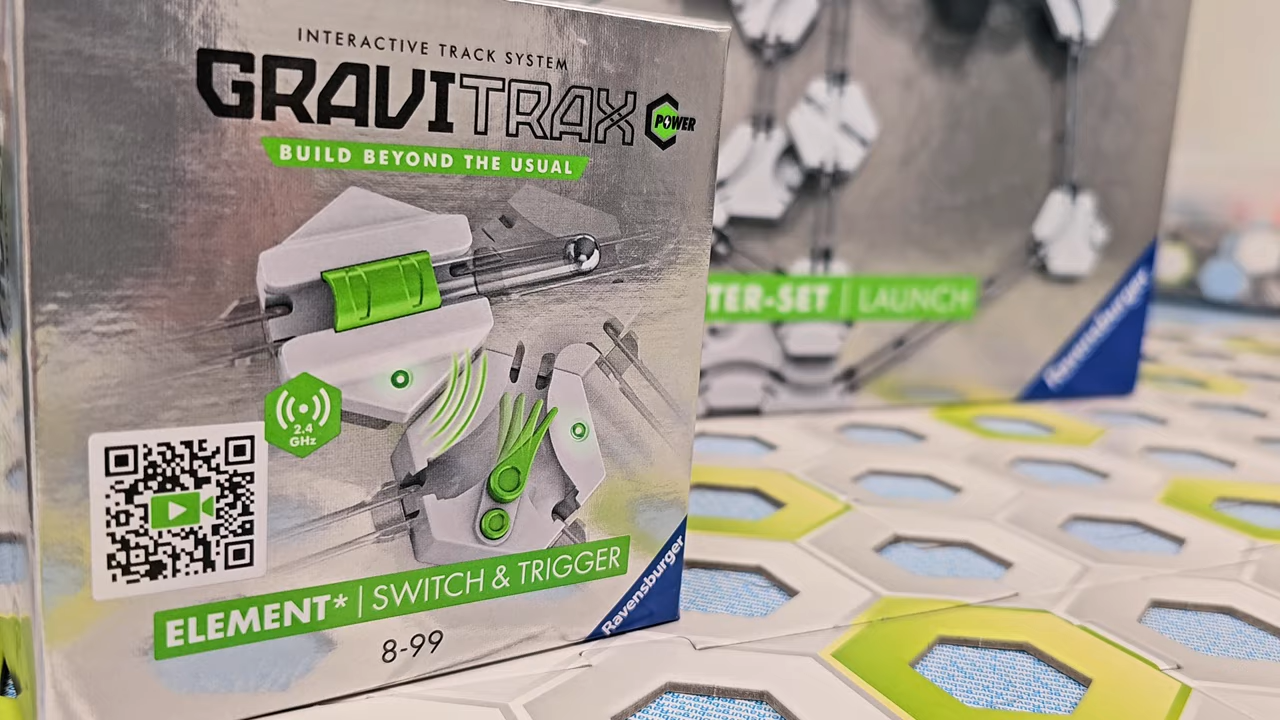 INTERACTIVE TRACK SYSTEM
GRAVITRAX POWER
BUILD BEYOND THE USUAL
2.4
GHz
ELEMENT* | SWITCH & TRIGGER
8-99
Ravensburger
TER-SET | LAUNCH
Ravensburger